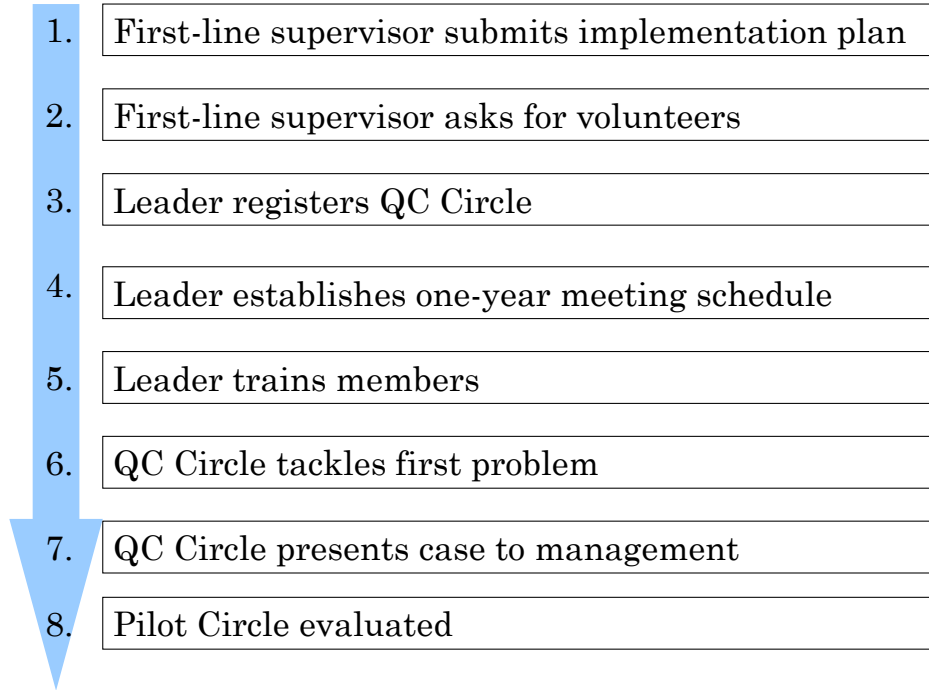 1. First-line supervisor submits implementation plan
2. First-line supervisor asks for volunteers
3. Leader registers QC Circle
4. Leader establishes one-year meeting schedule
5. Leader trains members
6. QC Circle tackles first problem
7. QC Circle presents case to management
8. Pilot Circle evaluated